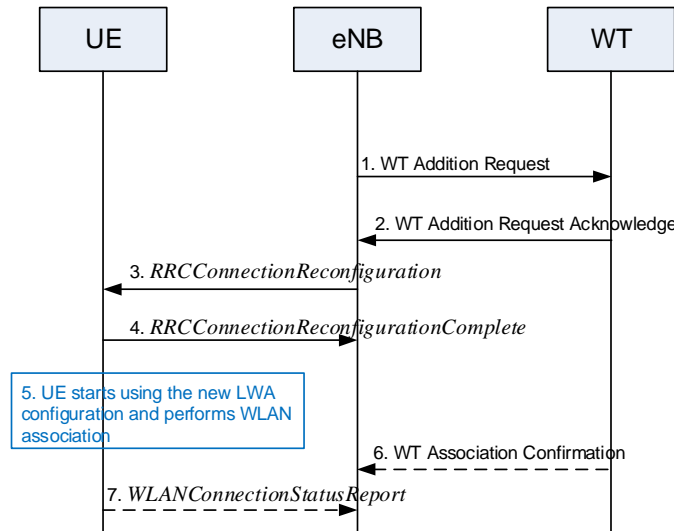 UE
eNB
WT
1. WT Addition Request
2. WT Addition Request Acknowledge
3. RRCConnectionReconfiguration
4. RRCConnectionReconfigurationComplete
5. UE starts using the new LWA
configuration and performs WLAN
association
6. WT Association Confirmation
7. WLANConnectionStatusReport